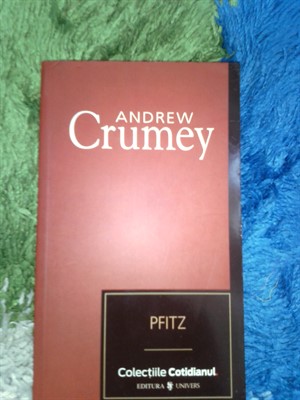 ANDREW
Crumey
PFITZ
Colecțiile Cotidianul
EDITURA UNIVERS